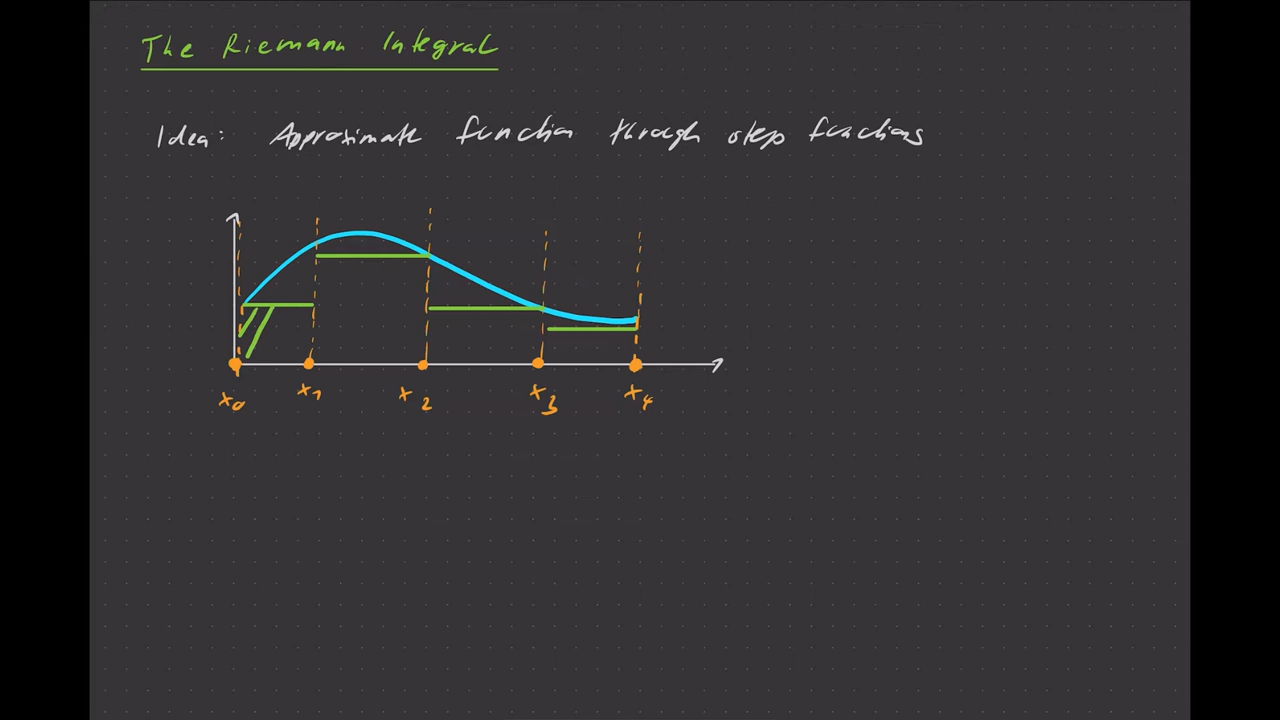 The Riemann Integral
Idea: Approximate function through step functions
x0 x1 x2 x3 x4